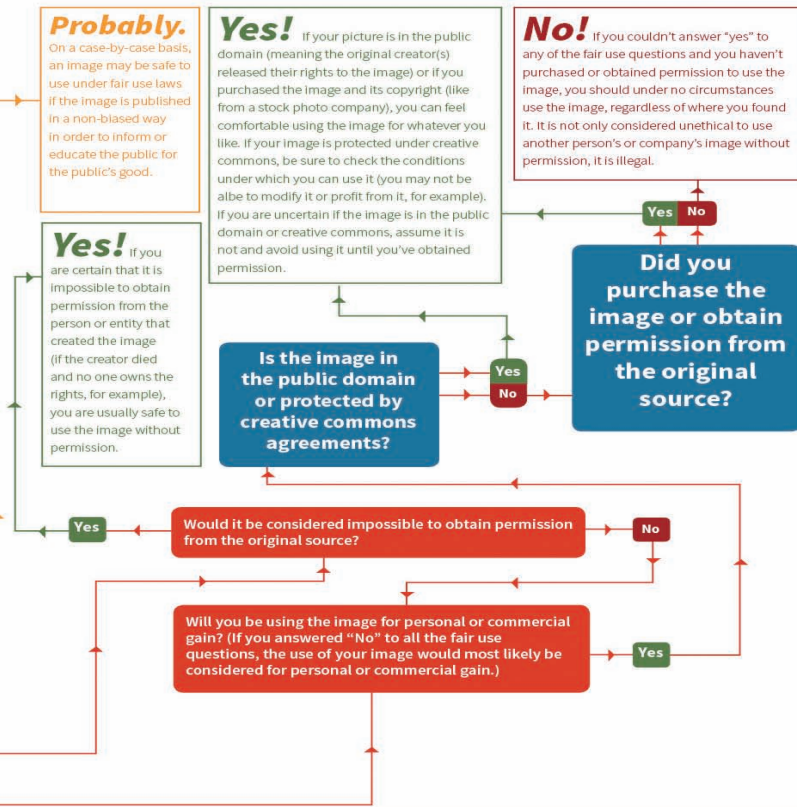 Probably.
On a case-by-case basis,
an image may be safe to
use under fair use laws
if the image is published
in a non-biased way
in order to inform or
educate the public for
the public's good.
Yes! If your picture is in the public
domain (meaning the original creator(s)
released their rights to the image) or if you
purchased the image and its copyright (like
from a stock photo company), you can feel
comfortable using the image for whatever you
like. If your image is protected under creative
commons, be sure to check the conditions
under which you can use it (you may not be
albe to modify it or profit from it, for example).
If you are uncertain if the image is in the public
domain or creative commons, assume it is
not and avoid using it until you've obtained
permission.
No! If you couldn't answer “yes” to
any of the fair use questions and you haven't
purchased or obtained permission to use the
image, you should under no circumstances
use the image, regardless of where you found
it. It is not only considered unethical to use
another person's or company's image without
permission, it is illegal.
Yes No
Yes! If you
are certain that it is
impossible to obtain
permission from the
person or entity that
created the image
(if the creator died
and no one owns the
rights, for example),
you are usually safe to
use the image without
permission.
Did you
purchase the
image or obtain
permission from
the original
source?
Is the image in
the public domain
or protected by
creative commons
agreements?
Yes
No
Yes
Would it be considered impossible to obtain permission
from the original source?
No
Will you be using the image for personal or commercial
gain? (If you answered “No” to all the fair use
questions, the use of your image would most likely be
considered for personal or commercial gain.)
Yes